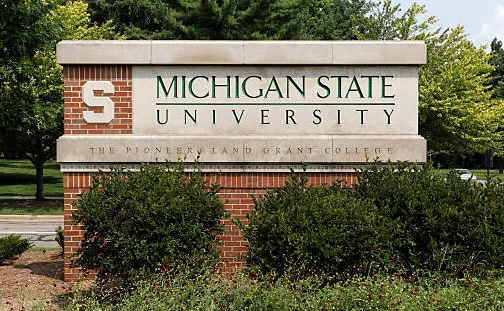 S
MICHIGAN STATE
UNIVERSITY
THE PIONEER LAND GRANT COLLEGE